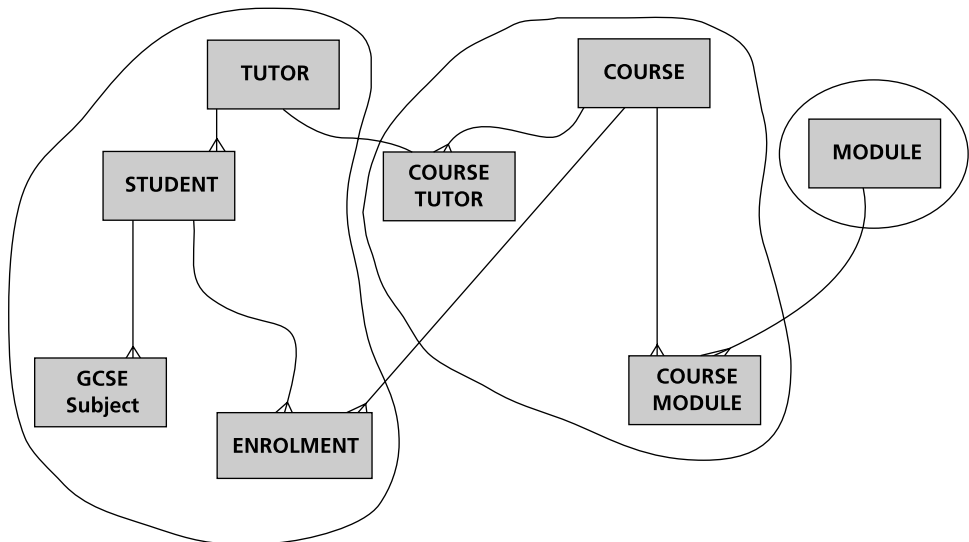 TUTOR
COURSE
MODULE
STUDENT
COURSE
TUTOR
GCSE
Subject
COURSE
MODULE
ENROLMENT